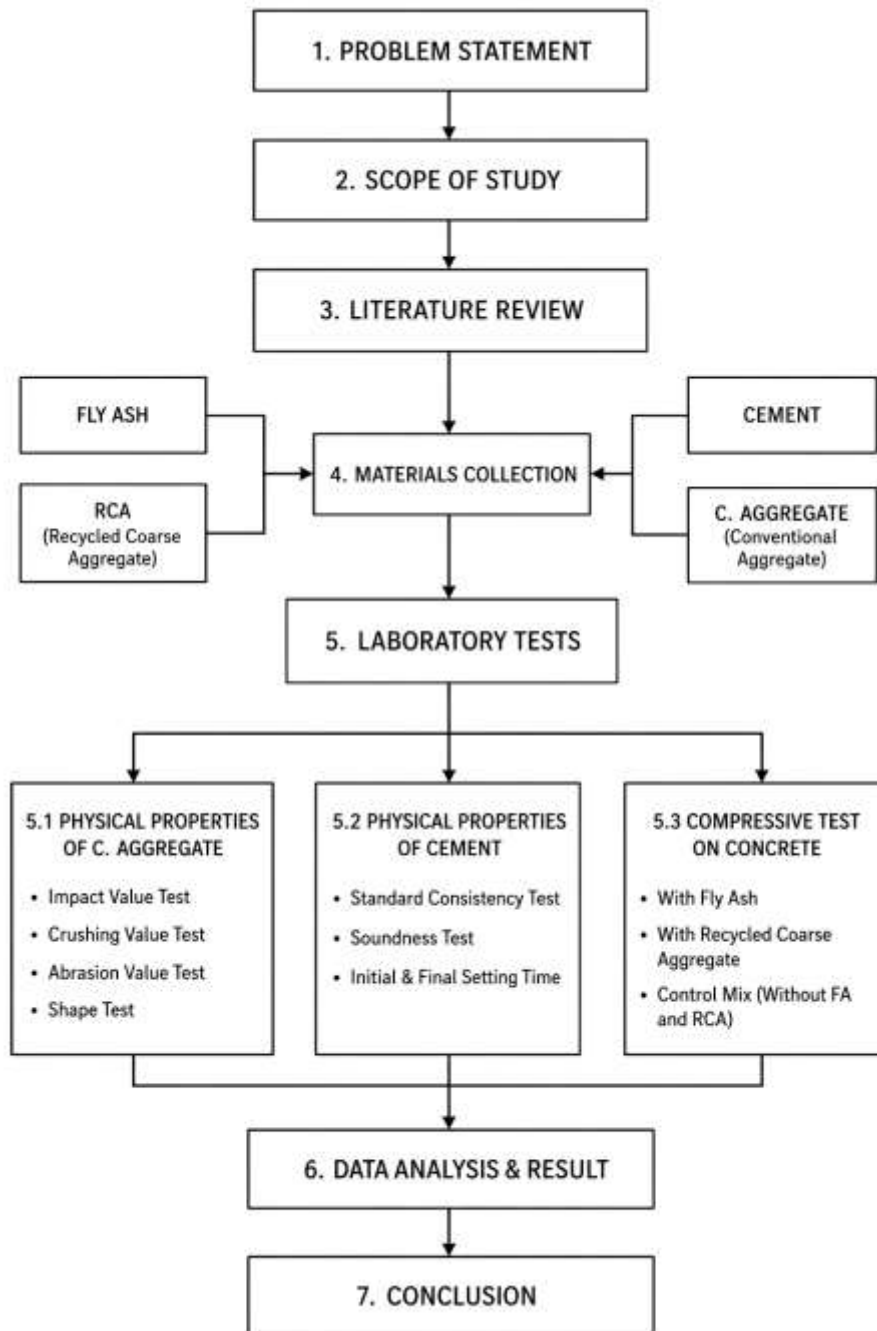 1. PROBLEM STATEMENT
2. SCOPE OF STUDY
3. LITERATURE REVIEW
FLY ASH
CEMENT
4. MATERIALS COLLECTION
RCA
(Recycled Coarse
Aggregate)
C. AGGREGATE
(Conventional
Aggregate)
5. LABORATORY TESTS
5.1 PHYSICAL PROPERTIES
OF C. AGGREGATE
• Impact Value Test
• Crushing Value Test
• Abrasion Value Test
• Shape Test
5.2 PHYSICAL PROPERTIES
OF CEMENT
• Standard Consistency Test
• Soundness Test
• Initial & Final Setting Time
5.3 COMPRESSIVE TEST
ON CONCRETE
• With Fly Ash
• With Recycled Coarse
Aggregate
• Control Mix (Without FA
and RCA)
6. DATA ANALYSIS & RESULT
7. CONCLUSION